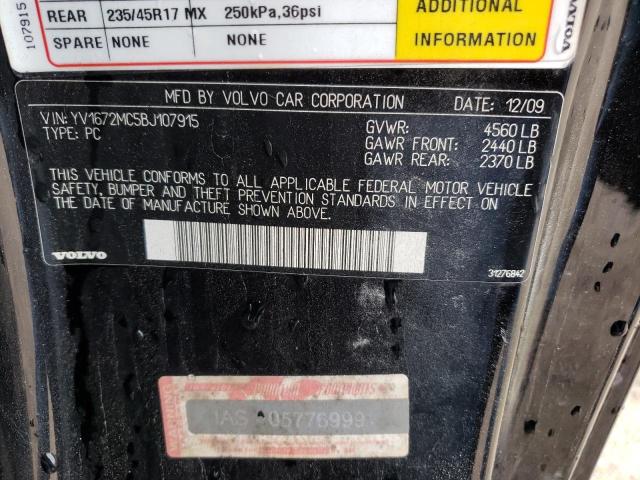 107915
REAR 235/45R17 MX 250kPa,36psi
SPARE NONE NONE
ADDITIONAL
INFORMATION
VOLVO
MFD BY VOLVO CAR CORPORATION DATE: 12/09
VIN: YV1672MC5BJ107915
TYPE: PC
GVWR: 4560 LB
GAWR FRONT: 2440 LB
GAWR REAR: 2370 LB
THIS VEHICLE CONFORMS TO ALL APPLICABLE FEDERAL MOTOR VEHICLE
SAFETY, BUMPER AND THEFT PREVENTION STANDARDS IN EFFECT ON
THE DATE OF MANUFACTURE SHOWN ABOVE.
VOLVO
31276842
IAS 05776999